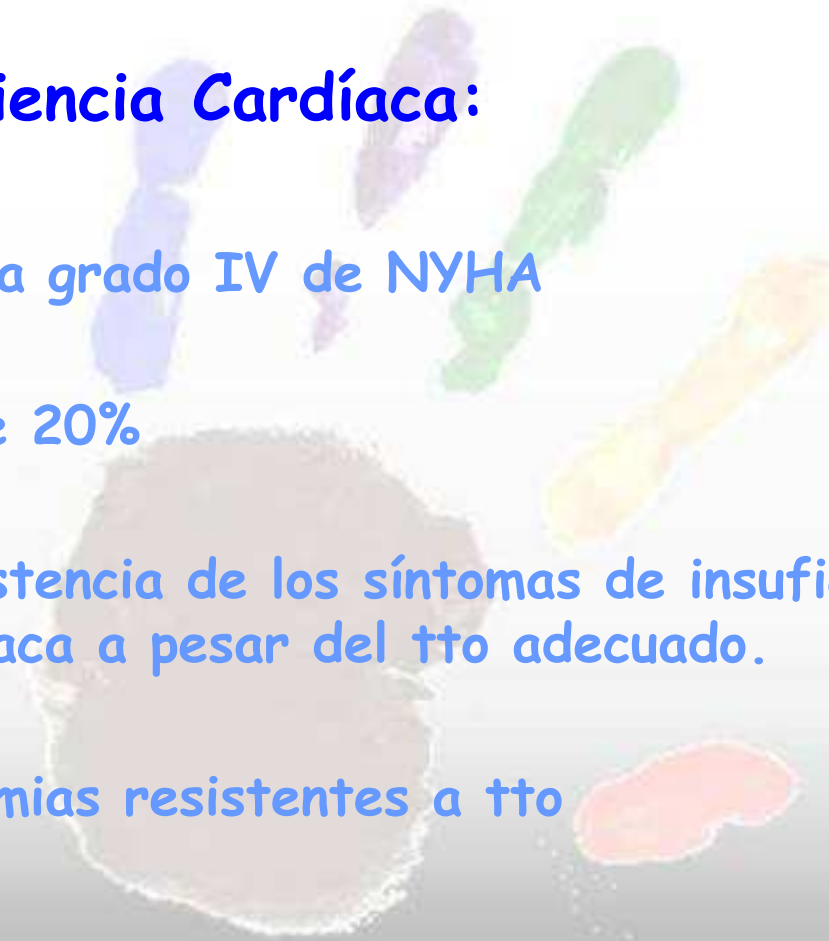 iencia Cardíaca:
a grado IV de NYHA
e 20%
stencia de los síntomas de insufi
aca a pesar del tto adecuado.
mias resistentes a tto